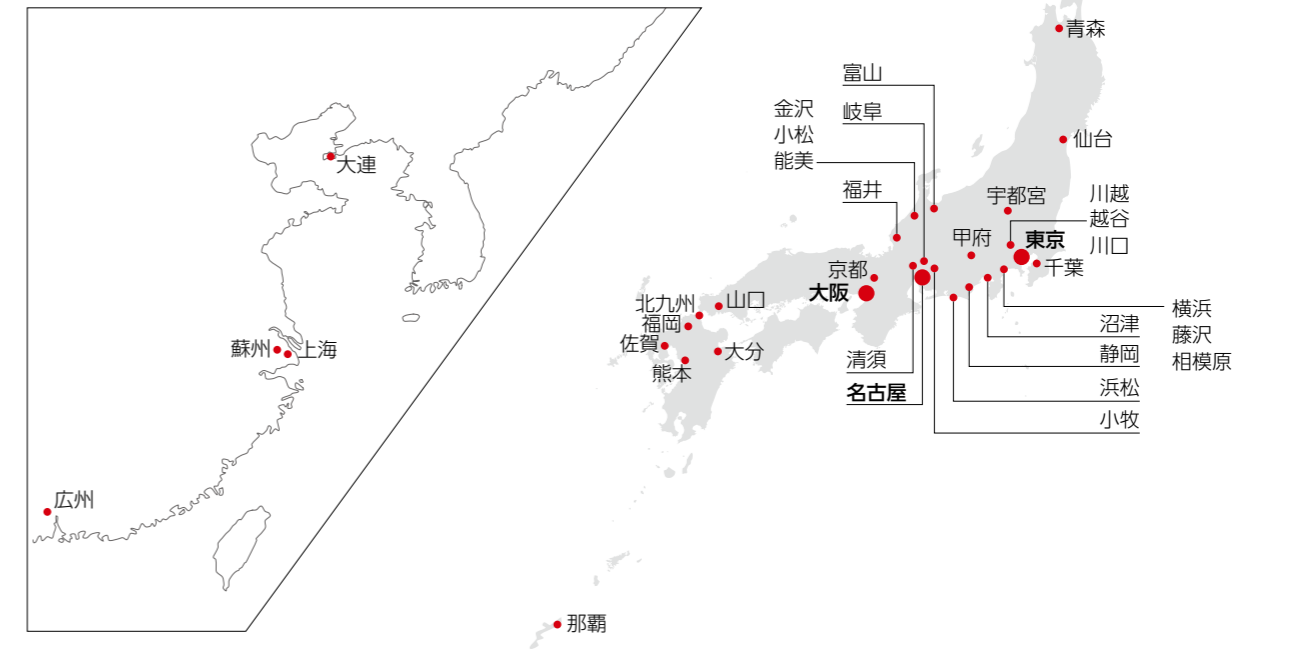 大連
蘇州
上海
広州
青森
仙台
富山
岐阜
金沢
小松
能美
福井
宇都宮
川越
越谷
川口
甲府
東京
千葉
京都
大阪
北九州
山口
福岡
佐賀
大分
熊本
清須
名古屋
横浜
藤沢
相模原
沼津
静岡
浜松
小牧
那覇